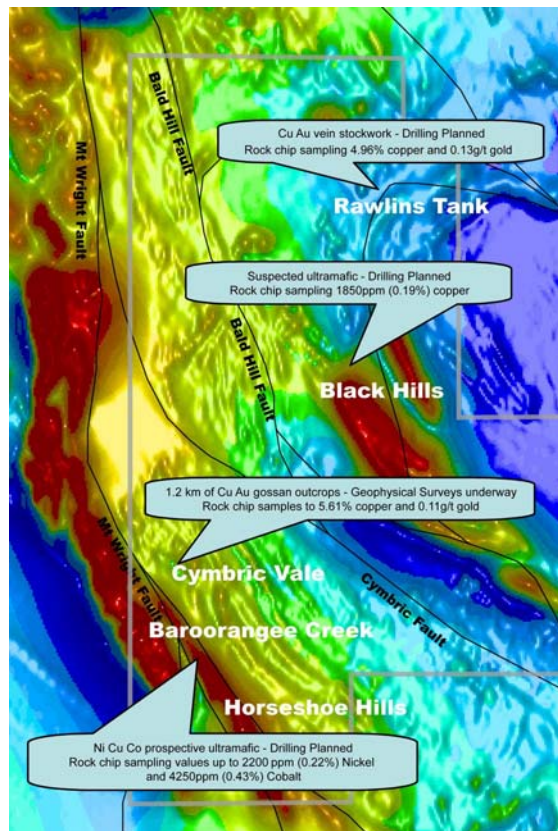 Bald Hill Fault
Mt Wright Fault
Cu Au vein stockwork - Drilling Planned
Rock chip sampling 4.96% copper and 0.13g/t gold
Rawlins Tank
Suspected ultramafic - Drilling Planned
Rock chip sampling 1850ppm (0.19%) copper
Bald Hill Fault
Black Hills
1.2 km of Cu Au gossan outcrops - Geophysical Surveys underway
Rock chip samples to 5.61% copper and 0.11g/t gold
Mt Wright Fault
Cymbric Vale
Cymbric Fault
Baroorangee Creek
Horseshoe Hills
Ni Cu Co prospective ultramafic - Drilling Planned
Rock chip sampling values up to 2200 ppm (0.22%) Nickel
and 4250ppm (0.43%) Cobalt